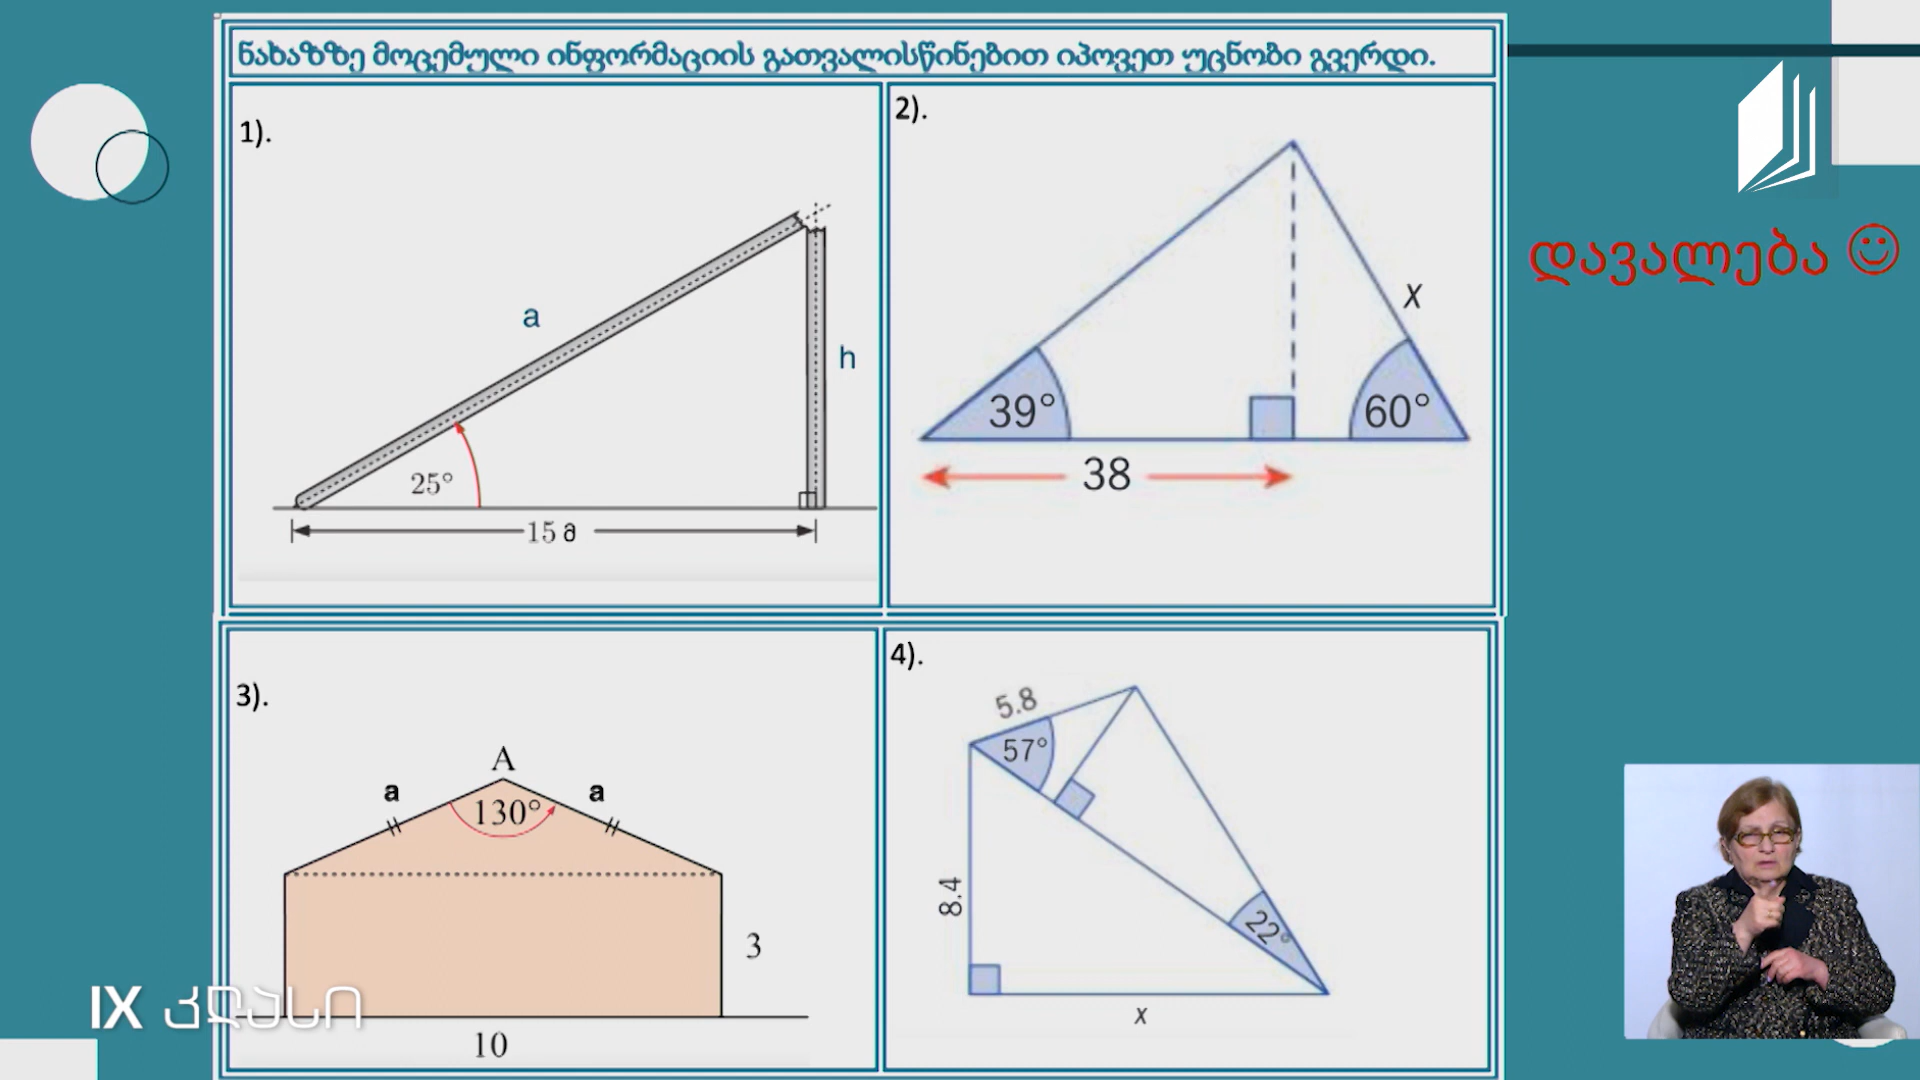 ნახაზზე მოცემული ინფორმაციის გათვალისწინებით იპოვეთ უცნობი გვერდი.
1).
a
h
25°
15 მ
2).
x
39°
60°
38
დავალება ☺
3).
A
a
a
130°
3
10
4).
5.8
57°
8.4
22°
x
IX კლასი